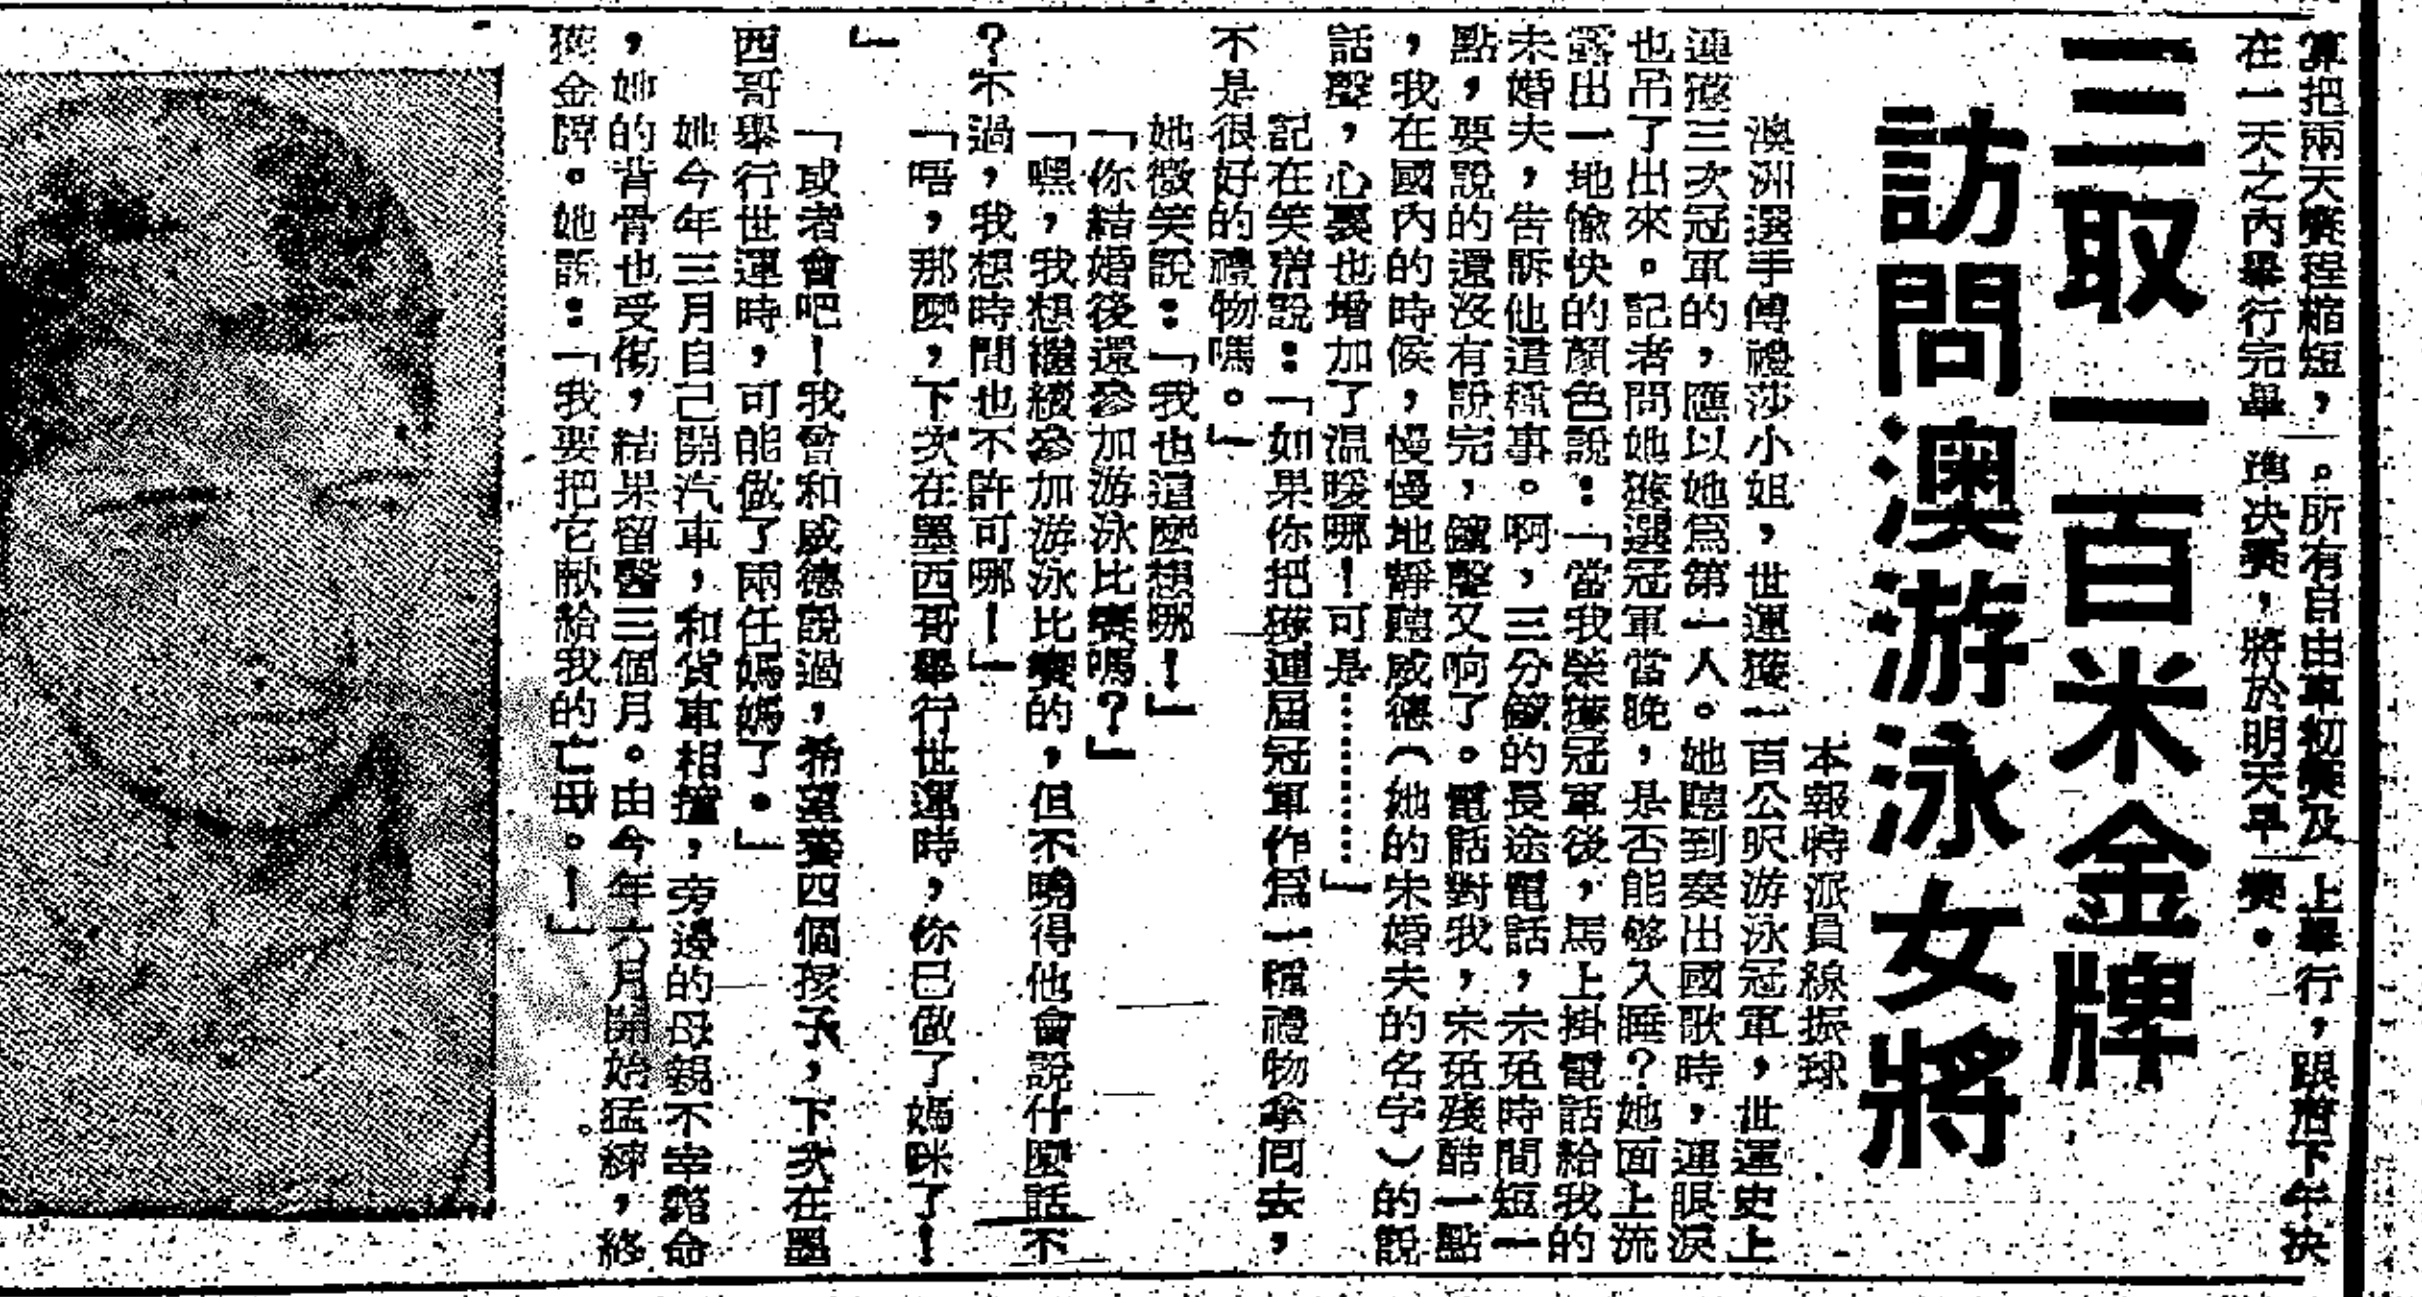 算把兩天賽程縮短，
在一天之內舉行完畢
。所有自由車初賽及
決賽，將於明天早
上舉行，跟着下午決
賽。
三取一百米金牌
訪問澳游泳女將
本報特派員線振球
澳洲選手傅禮莎小姐，世運獲一百公呎游泳冠軍，世運史上
連獲三次冠軍的，應以她爲第一人。她聽到奏出國歌時，連眼淚
也吊了出來。記者問她獲選冠軍當晚，是否能够入睡？她面上流
露出一地愉快的顏色說：「當我榮獲冠軍後，馬上掛電話給我的
未婚夫，告訴他這種事。啊，三分鐘的長途電話，未免時間短一
點，要說的還沒有說完，鐘聲又响了。電話對我，未免殘酷一點
，我在國內的時候，慢慢地靜聽威德（她的未婚夫的名字）的說
話聲，心裏也增加了温暖哪！可是…………」
記在笑着說：「如果你把獲連屆冠軍作爲一種禮物拿囘去，
不是很好的禮物嗎。」
她微笑說：「我也這麼想哪！」
「你結婚後還參加游泳比賽嗎？」
「嘿，我想繼續參加游泳比賽的，但不曉得他會說什麼話不
？不過，我想時間也不許可哪！」
「唔，那麼，下次在墨西哥舉行世運時，你已做了媽咪了！
」
「或者會吧！我曾和威德說過，希望養四個孩子，下次在墨
西哥舉行世運時，可能做了兩任媽媽了。」
她今年三月自己開汽車，和貨車相撞，旁邊的母親不幸斃命
，她的背骨也受傷，結果留醫三個月。由今年六月開始猛練，終
獲金牌。她說：「我要把它献給我的亡母。！」